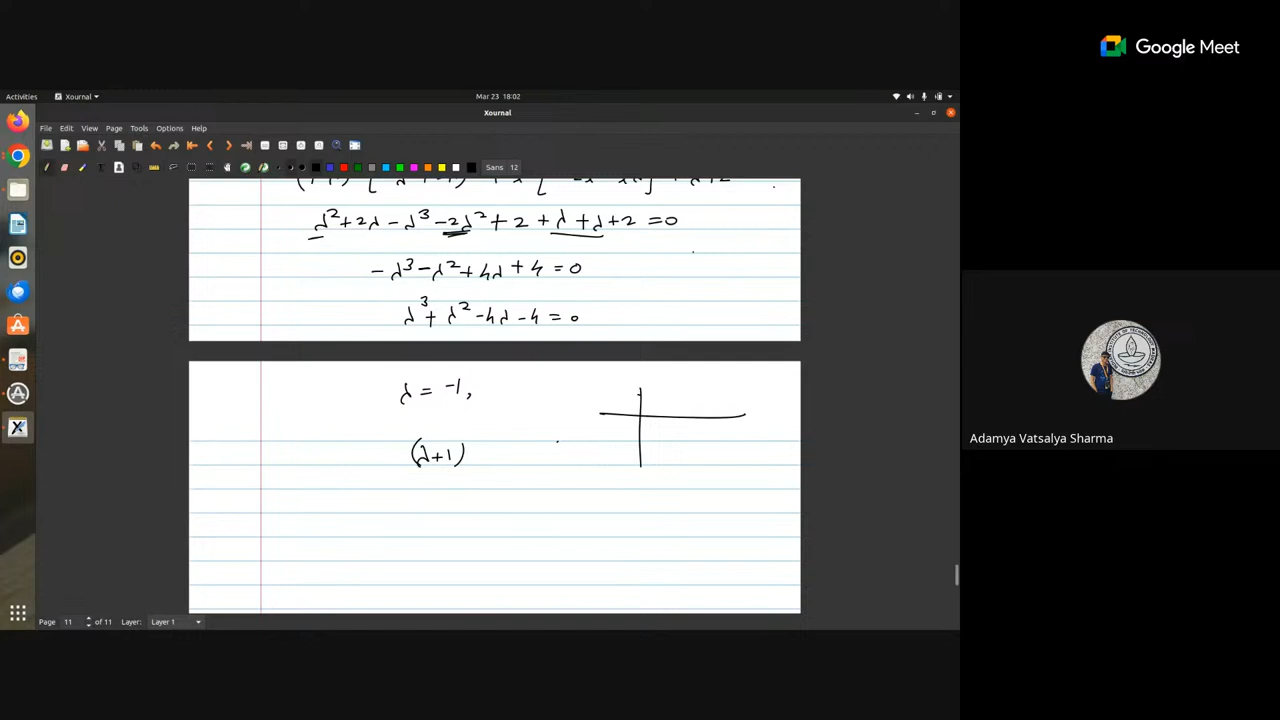 Google Meet
Activities Xournal Mar 23 18:02
Xournal
File Edit View Page Tools Options Help
Sans 12
λ² + 2λ - λ³ - 2λ² + 2 + λ + λ + 2 = 0
- λ³ - λ² + 4λ + 4 = 0
λ³ + λ² - 4λ - 4 = 0
λ = -1,
(λ+1)
Adamya Vatsalya Sharma
Page 11 of 11 Layer: Layer 1